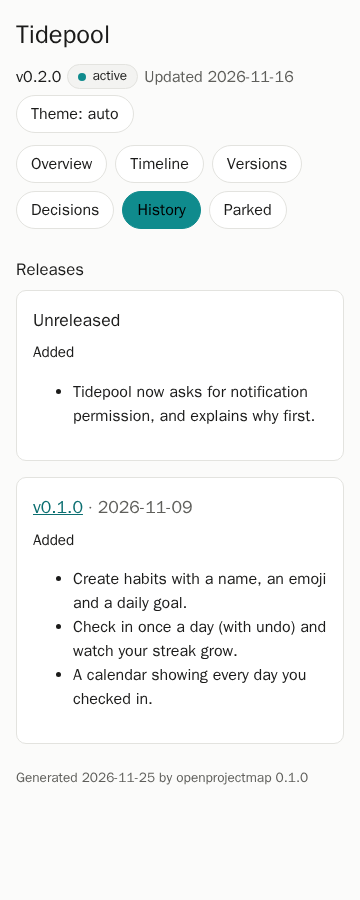 Tidepool
v0.2.0 active Updated 2026-11-16
Theme: auto
Overview Timeline Versions
Decisions History Parked
Releases
Unreleased
Added
• Tidepool now asks for notification
permission, and explains why first.
v0.1.0 · 2026-11-09
Added
• Create habits with a name, an emoji
and a daily goal.
• Check in once a day (with undo) and
watch your streak grow.
• A calendar showing every day you
checked in.
Generated 2026-11-25 by openprojectmap 0.1.0